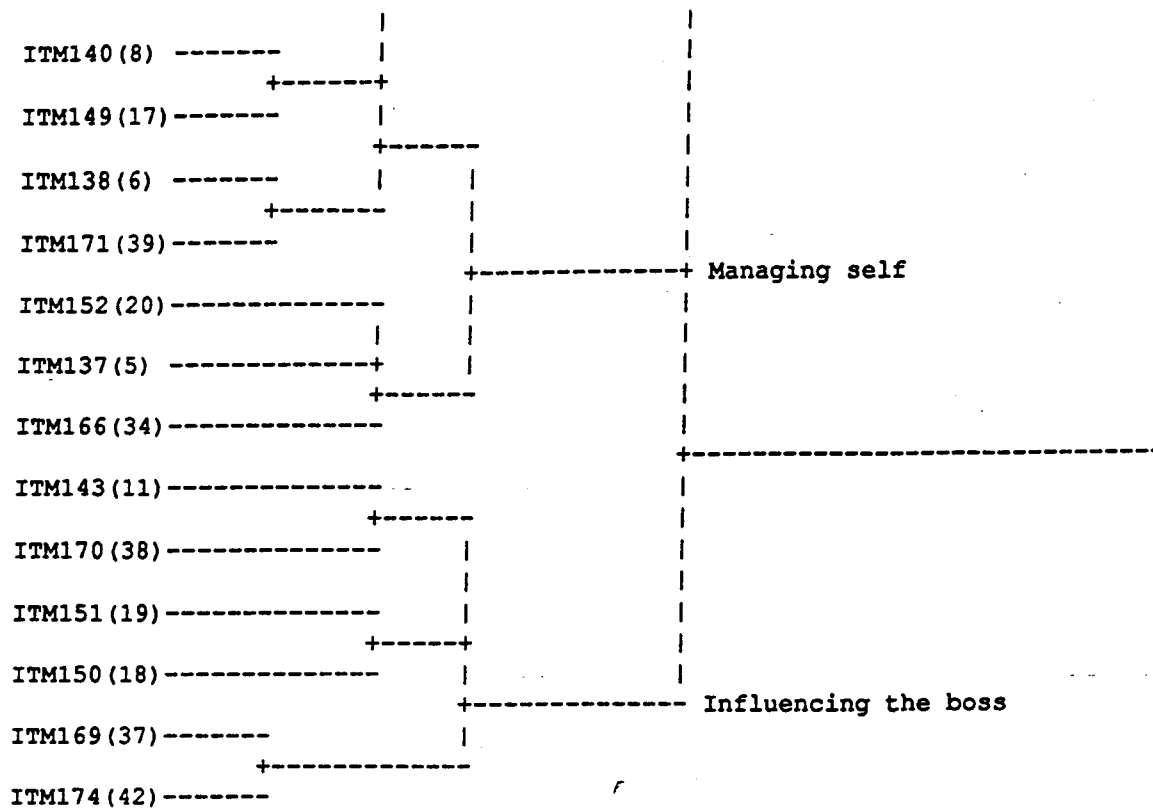 ITM140(8)
ITM149(17)
ITM138(6)
ITM171(39)
Managing self
ITM152(20)
ITM137(5)
ITM166(34)
ITM143(11)
ITM170(38)
ITM151(19)
ITM150(18)
Influencing the boss
ITM169(37)
ITM174(42)